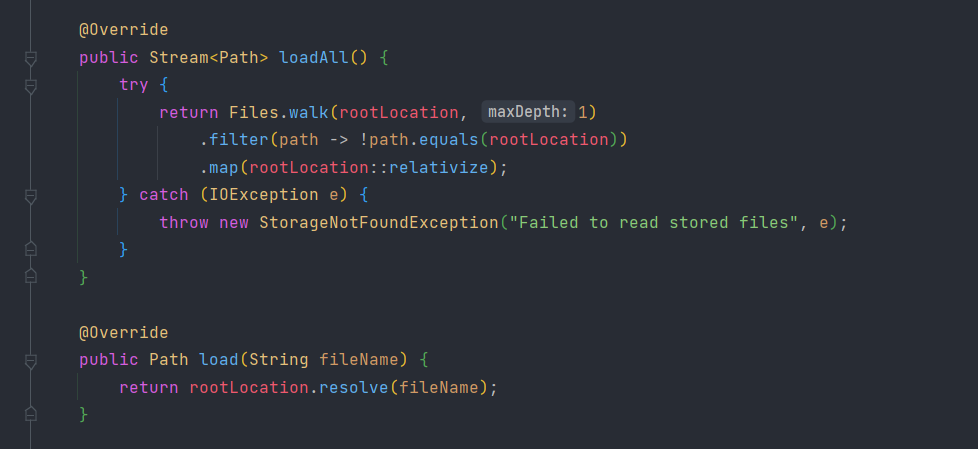 @Override
public Stream<Path> loadAll() {
try {
return Files.walk(rootLocation, maxDepth: 1)
.filter(path -> !path.equals(rootLocation))
.map(rootLocation::relativize);
} catch (IOException e) {
throw new StorageNotFoundException("Failed to read stored files", e);
}
}
@Override
public Path load(String fileName) {
return rootLocation.resolve(fileName);
}